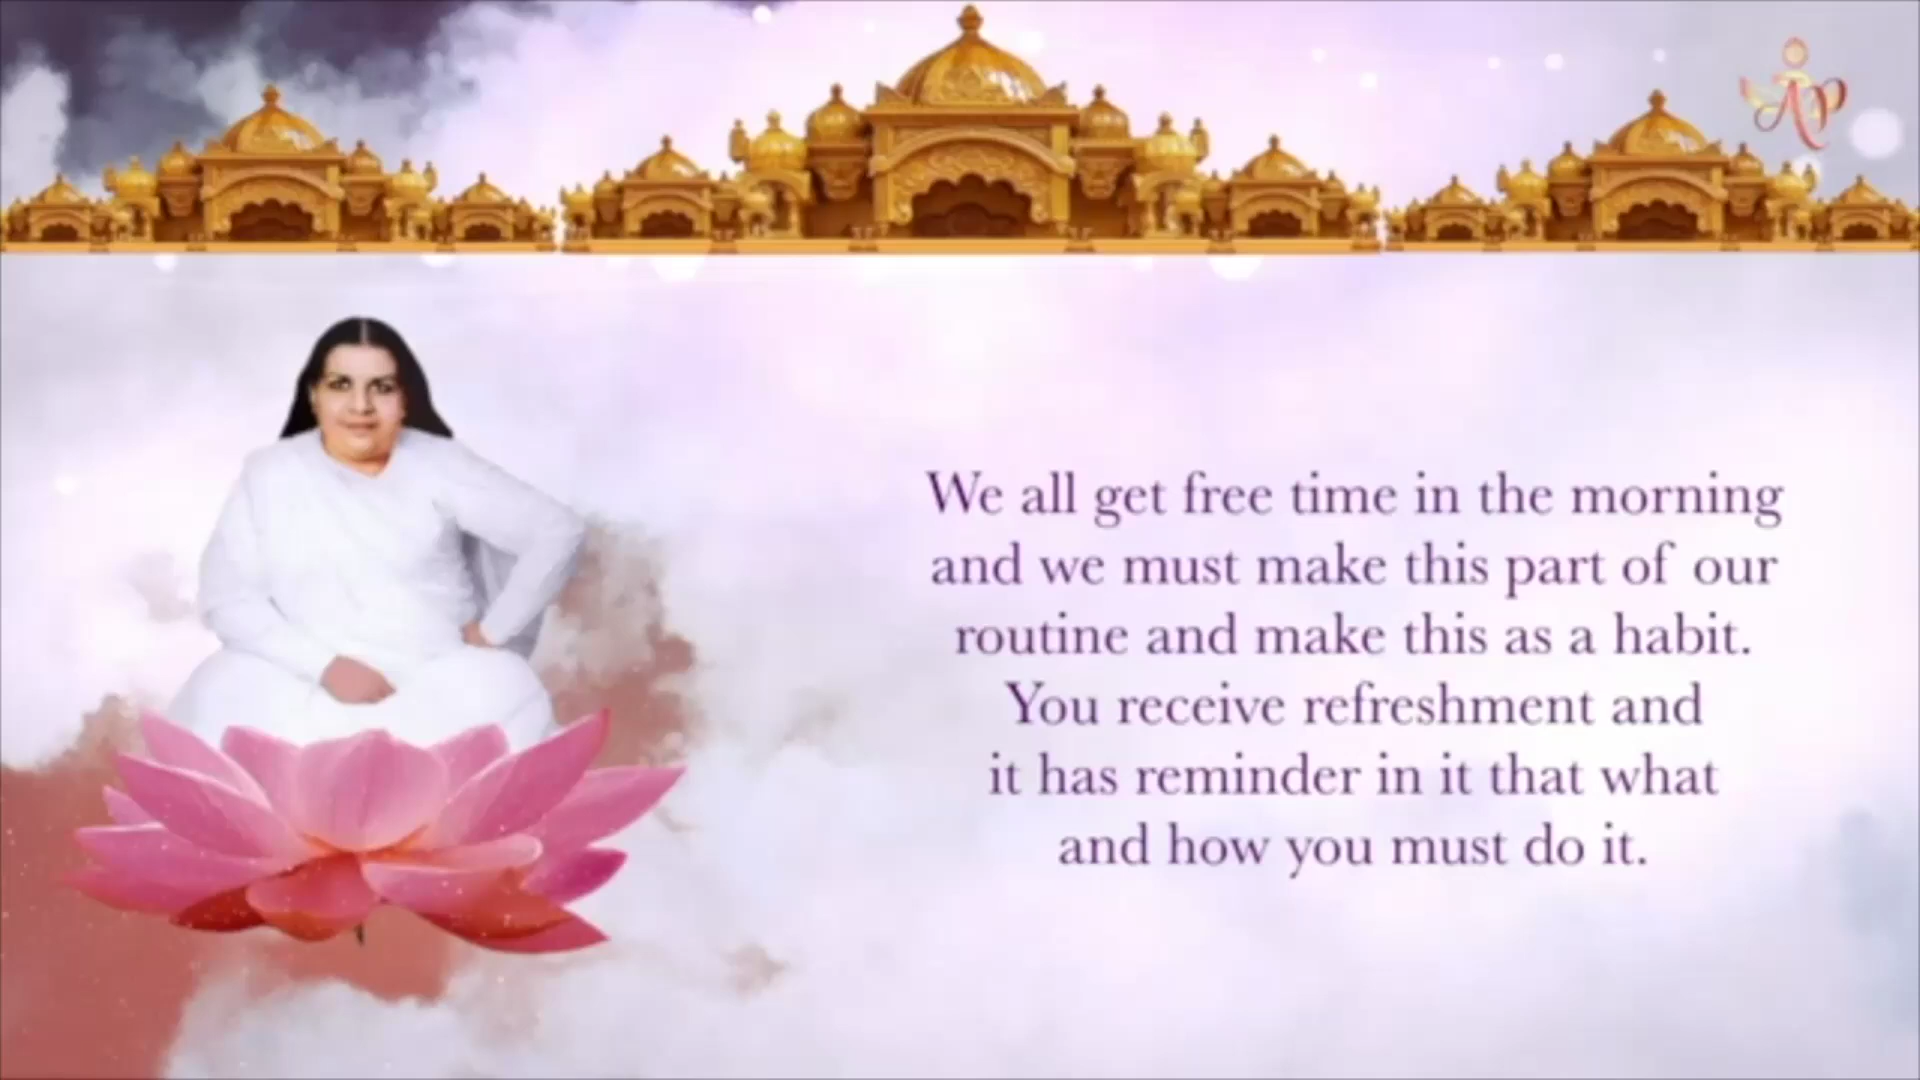 We all get free time in the morning
and we must make this part of our
routine and make this as a habit.
You receive refreshment and
it has reminder in it that what
and how you must do it.